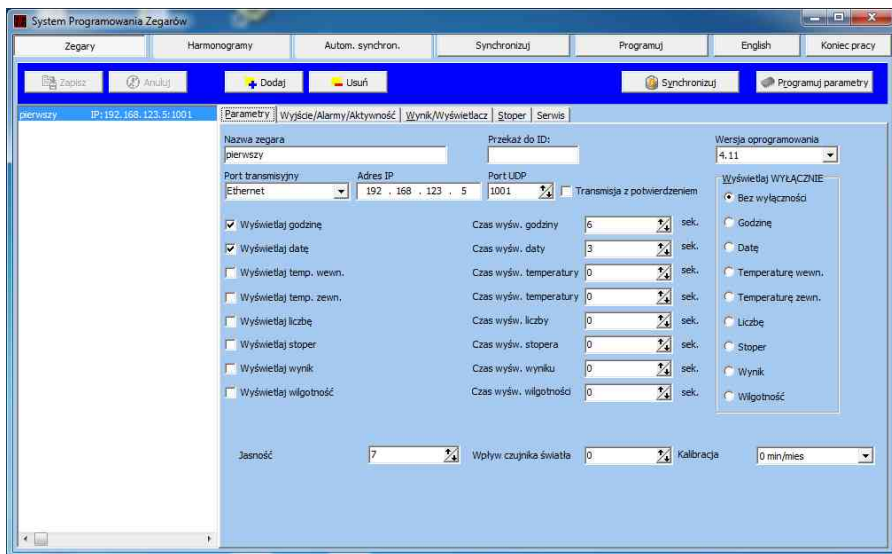 System Programowania Zegarów
Zegary Harmonogramy Autom. synchron. Synchronizuj Programuj English Koniec pracy
Zapisz Anuluj Dodaj Usuń Synchronizuj Programuj parametry
pierwszy IP:192.168.123.5:1001
Parametry Wyjście/Alarmy/Aktywność Wynik/Wyświetlacz Stoper Serwis
Nazwa zegara Przekaż do ID: Wersja oprogramowania
pierwszy 4.11
Port transmisyjny Adres IP Port UDP Wyświetlaj WYŁĄCZNIE
Ethernet 192 . 168 . 123 . 5 1001 Transmisja z potwierdzeniem
Bez wyłączności
Wyświetlaj godzinę Czas wyśw. godziny 6 sek. Godzinę
Wyświetlaj datę Czas wyśw. daty 3 sek. Datę
Wyświetlaj temp. wewn. Czas wyśw. temperatury 0 sek. Temperaturę wewn.
Wyświetlaj temp. zewn. Czas wyśw. temperatury 0 sek. Temperaturę zewn.
Wyświetlaj liczbę Czas wyśw. liczby 0 sek. Liczbę
Wyświetlaj stoper Czas wyśw. stopera 0 sek. Stoper
Wyświetlaj wynik Czas wyśw. wyniku 0 sek. Wynik
Wyświetlaj wilgotność Czas wyśw. wilgotności 0 sek. Wilgotność
Jasność 7 Wpływ czujnika światła 0 Kalibracja 0 min/mies